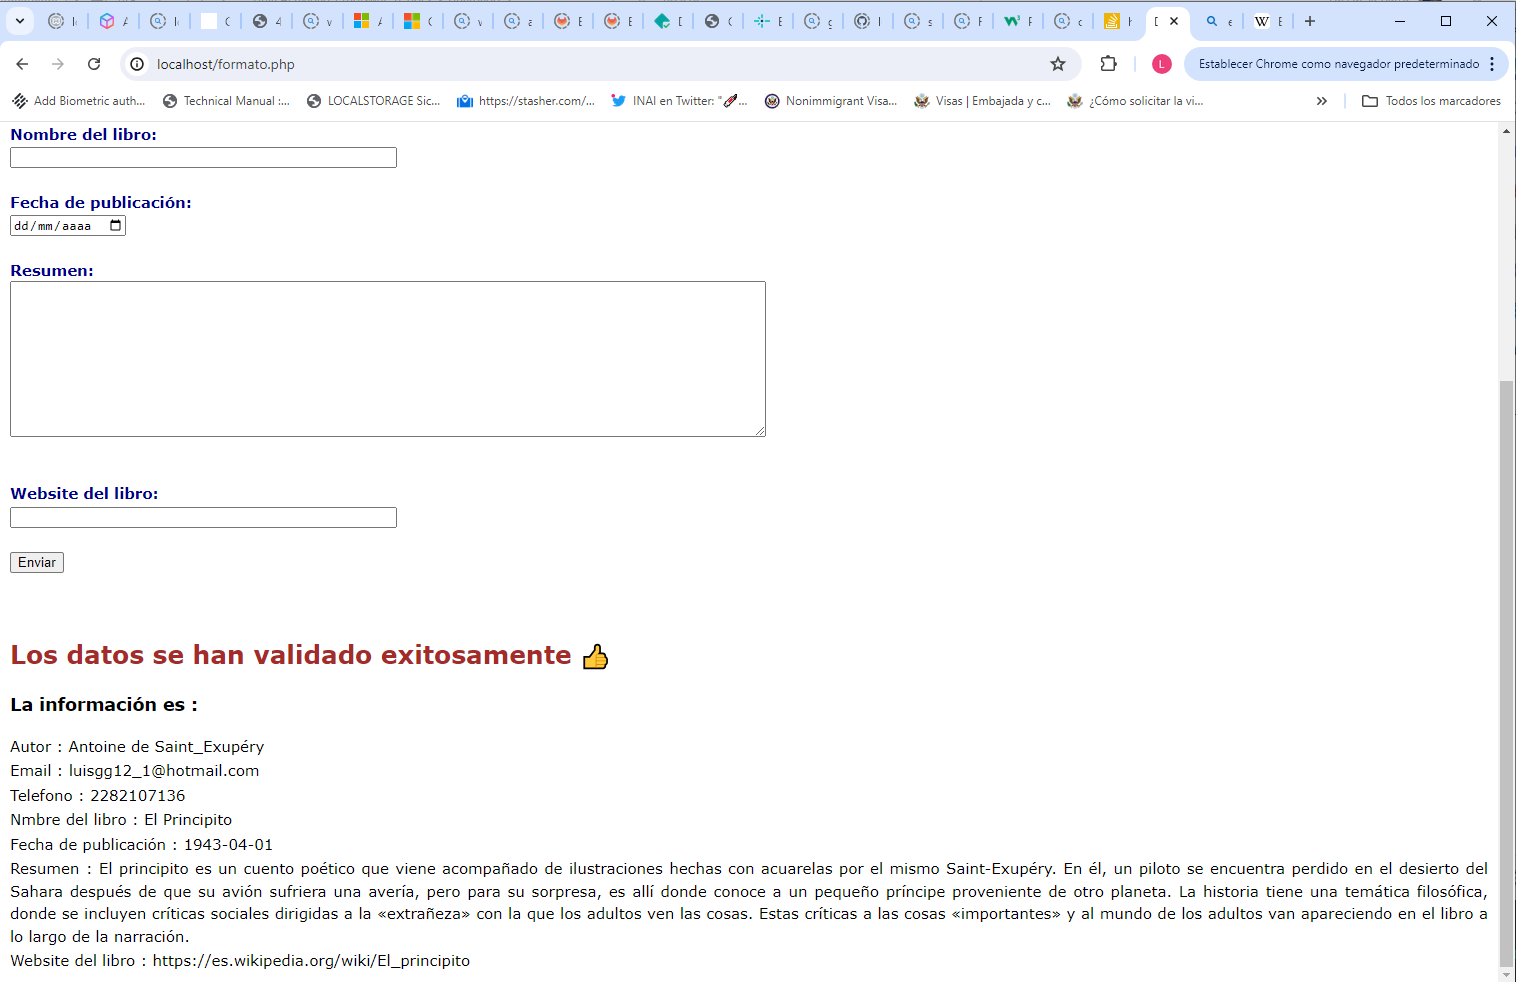 localhost/formato.php
Establecer Chrome como navegador predeterminado
Add Biometric auth...
Technical Manual :...
LOCALSTORAGE Sic...
https://stasher.com/...
INAI en Twitter: "...
Nonimmigrant Visa...
Visas | Embajada y c...
¿Cómo solicitar la vi...
Todos los marcadores
Nombre del libro:
Fecha de publicación:
dd/mm/aaaa
Resumen:
Website del libro:
Enviar
Los datos se han validado exitosamente 👍
La información es :
Autor : Antoine de Saint_Exupéry
Email : luisgg12_1@hotmail.com
Telefono : 2282107136
Nmbre del libro : El Principito
Fecha de publicación : 1943-04-01
Resumen : El principito es un cuento poético que viene acompañado de ilustraciones hechas con acuarelas por el mismo Saint-Exupéry. En él, un piloto se encuentra perdido en el desierto del
Sahara después de que su avión sufriera una avería, pero para su sorpresa, es allí donde conoce a un pequeño príncipe proveniente de otro planeta. La historia tiene una temática filosófica,
donde se incluyen críticas sociales dirigidas a la «extrañeza» con la que los adultos ven las cosas. Estas críticas a las cosas «importantes» y al mundo de los adultos van apareciendo en el libro a
lo largo de la narración.
Website del libro : https://es.wikipedia.org/wiki/El_principito